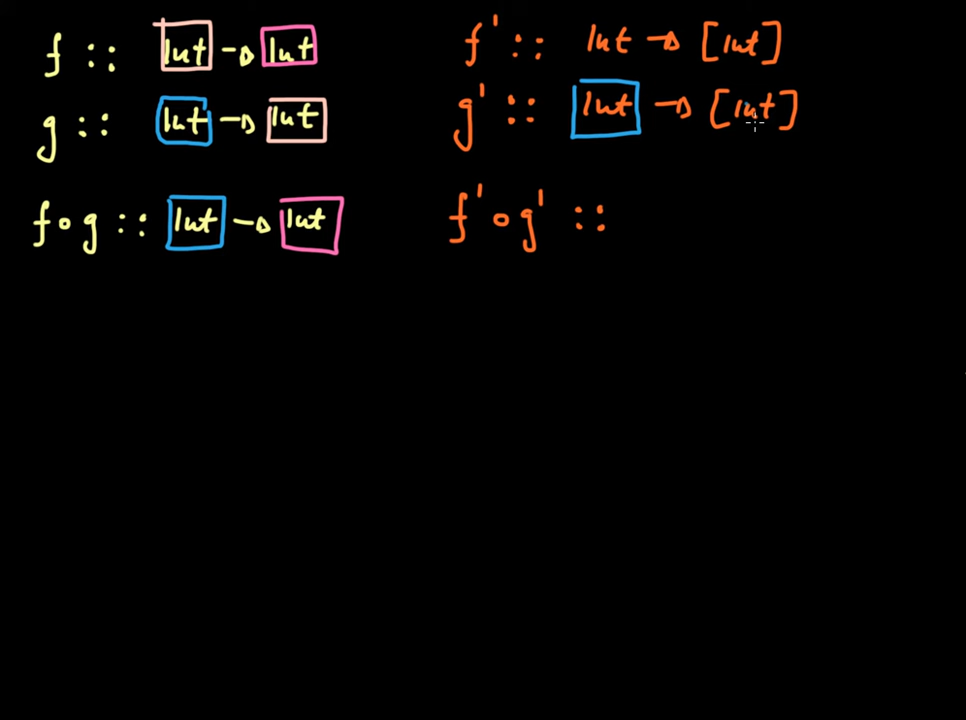 f :: Int → Int
g :: Int → Int
f ∘ g :: Int → Int
f' :: Int → [Int]
g' :: Int → [Int]
f' ∘ g' ::